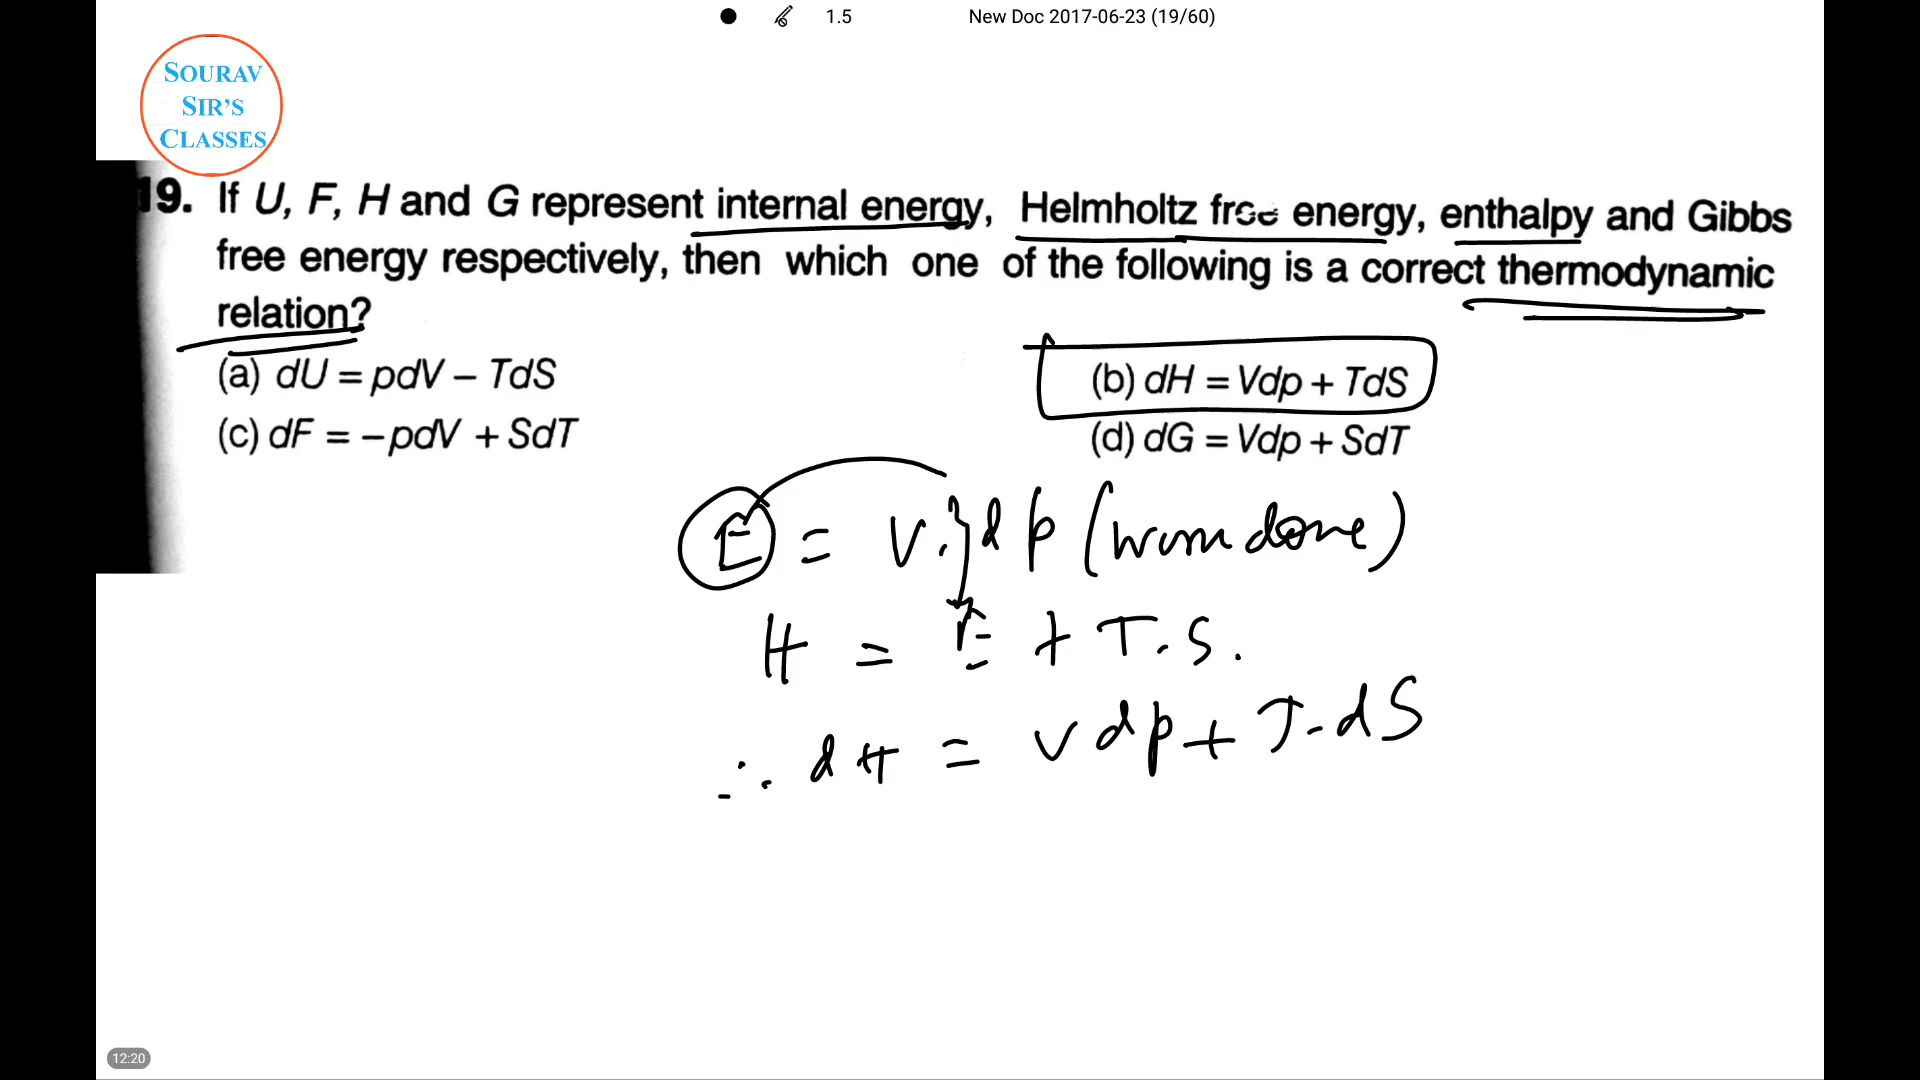 1.5 New Doc 2017-06-23 (19/60)
SOURAV
SIR'S
CLASSES
19. If U, F, H and G represent internal energy, Helmholtz free energy, enthalpy and Gibbs
free energy respectively, then which one of the following is a correct thermodynamic
relation?
(a) dU = pdV – TdS (b) dH = Vdp + TdS
(c) dF = –pdV + SdT (d) dG = Vdp + SdT
E = V.}dp (work done)
H = E + T.S.
∴ dH = Vdp + T.dS
12:20